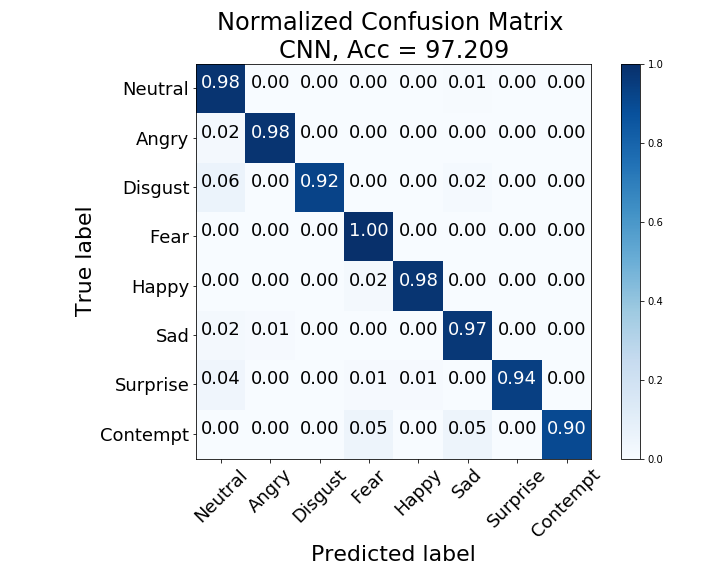 Normalized Confusion Matrix
CNN, Acc = 97.209
True label
Neutral 0.98 0.00 0.00 0.00 0.00 0.01 0.00 0.00
Angry 0.02 0.98 0.00 0.00 0.00 0.00 0.00 0.00
Disgust 0.06 0.00 0.92 0.00 0.00 0.02 0.00 0.00
Fear 0.00 0.00 0.00 1.00 0.00 0.00 0.00 0.00
Happy 0.00 0.00 0.00 0.02 0.98 0.00 0.00 0.00
Sad 0.02 0.01 0.00 0.00 0.00 0.97 0.00 0.00
Surprise 0.04 0.00 0.00 0.01 0.01 0.00 0.94 0.00
Contempt 0.00 0.00 0.00 0.05 0.00 0.05 0.00 0.90
Neutral Angry Disgust Fear Happy Sad Surprise Contempt
Predicted label
1.0
0.8
0.6
0.4
0.2
0.0